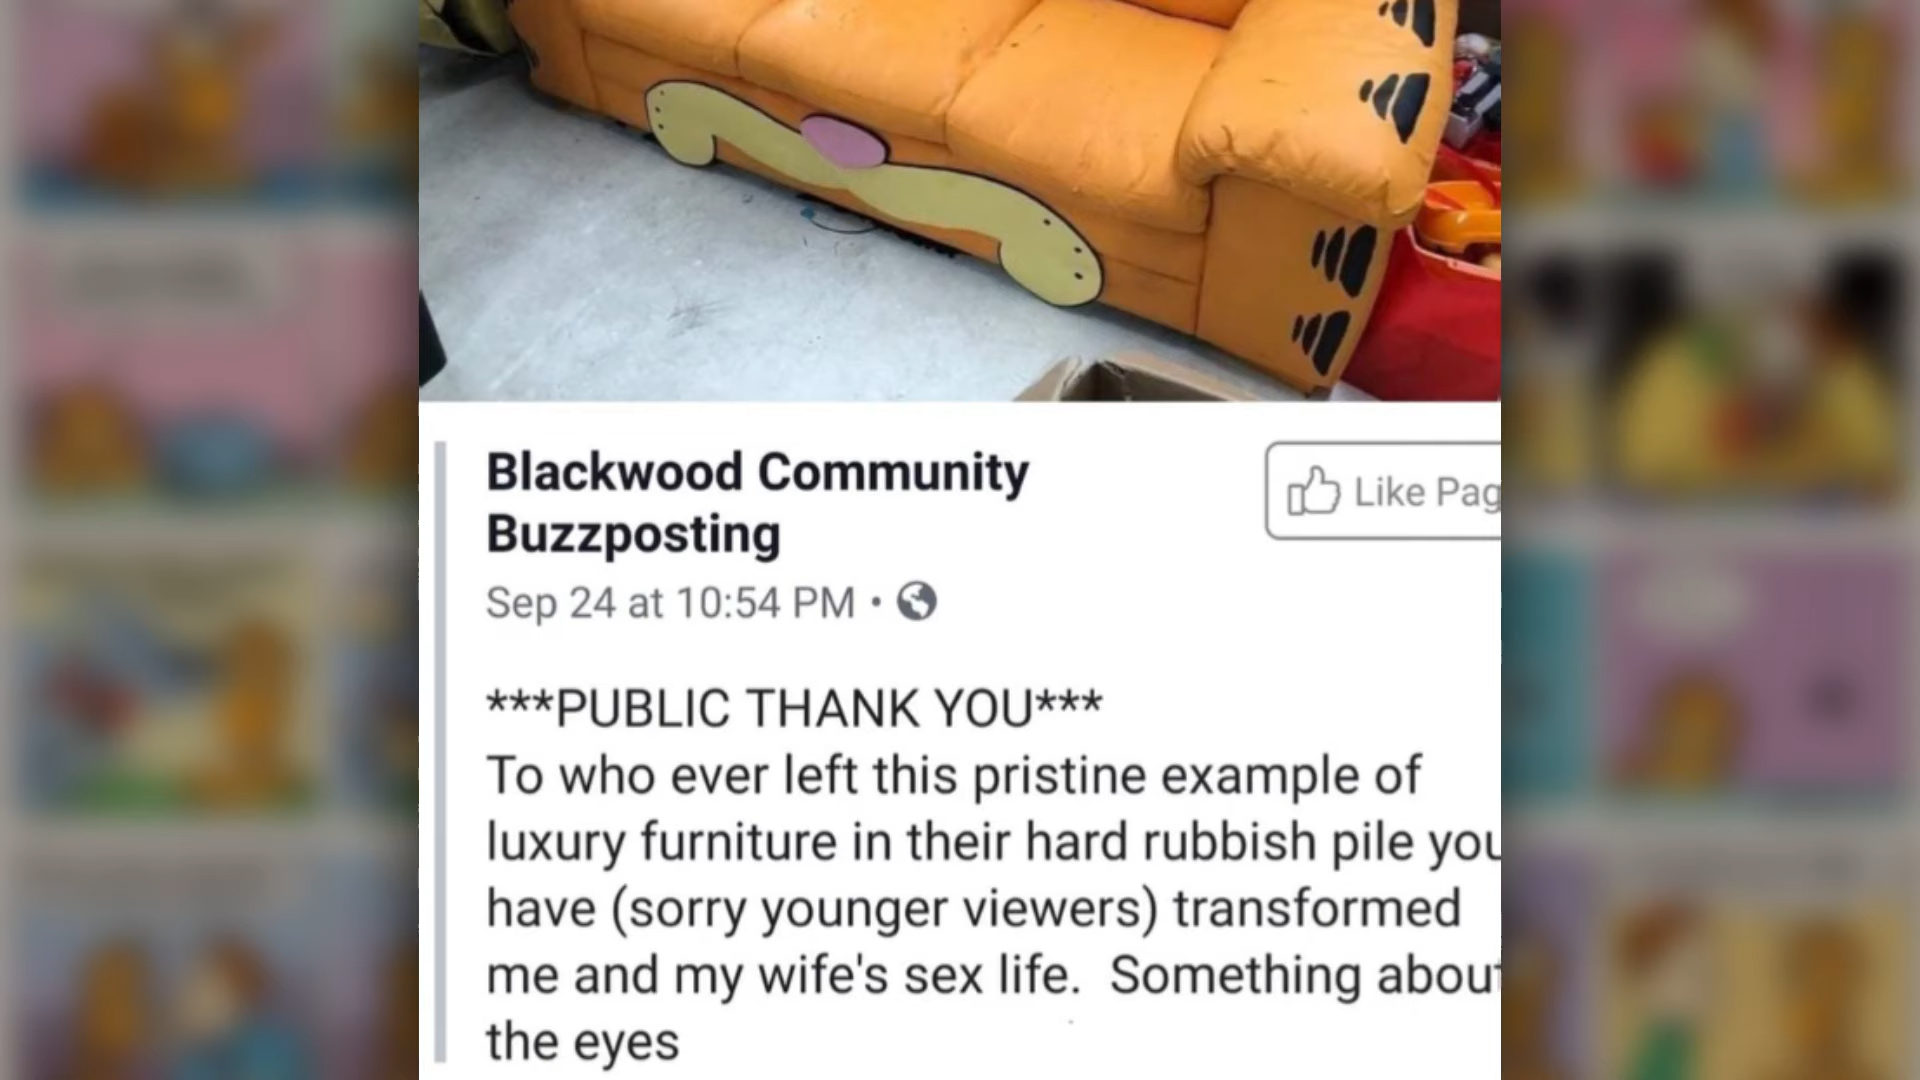 Blackwood Community
Buzzposting
Like Pag
Sep 24 at 10:54 PM •
***PUBLIC THANK YOU***
To who ever left this pristine example of
luxury furniture in their hard rubbish pile you
have (sorry younger viewers) transformed
me and my wife's sex life. Something about
the eyes